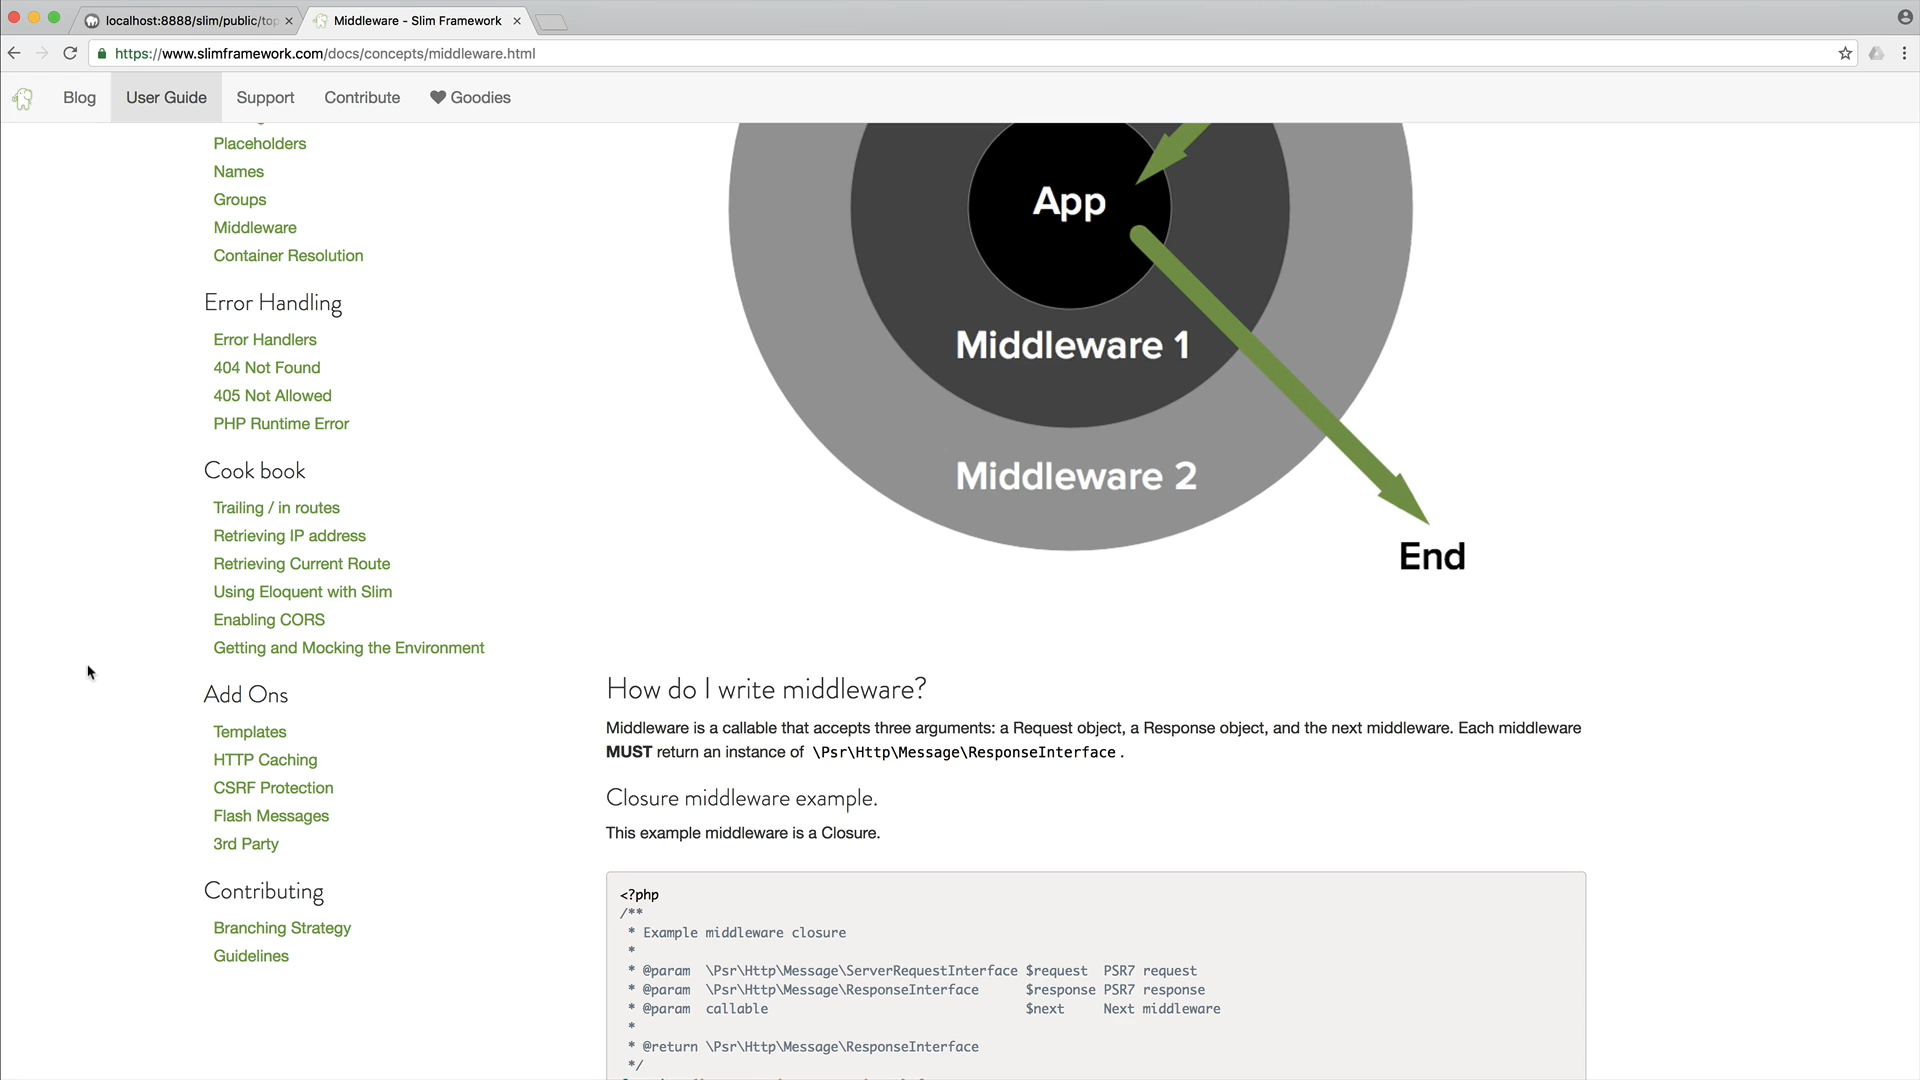 localhost:8888/slim/public/top
Middleware - Slim Framework
https://www.slimframework.com/docs/concepts/middleware.html
Blog
User Guide
Support
Contribute
Goodies
Placeholders
Names
Groups
Middleware
Container Resolution
Error Handling
Error Handlers
404 Not Found
405 Not Allowed
PHP Runtime Error
Cook book
Trailing / in routes
Retrieving IP address
Retrieving Current Route
Using Eloquent with Slim
Enabling CORS
Getting and Mocking the Environment
Add Ons
Templates
HTTP Caching
CSRF Protection
Flash Messages
3rd Party
Contributing
Branching Strategy
Guidelines
App
Middleware 1
Middleware 2
End
How do I write middleware?
Middleware is a callable that accepts three arguments: a Request object, a Response object, and the next middleware. Each middleware
MUST return an instance of \Psr\Http\Message\ResponseInterface.
Closure middleware example.
This example middleware is a Closure.
<?php
/**
* Example middleware closure
*
* @param \Psr\Http\Message\ServerRequestInterface $request PSR7 request
* @param \Psr\Http\Message\ResponseInterface $response PSR7 response
* @param callable $next Next middleware
*
* @return \Psr\Http\Message\ResponseInterface
*/